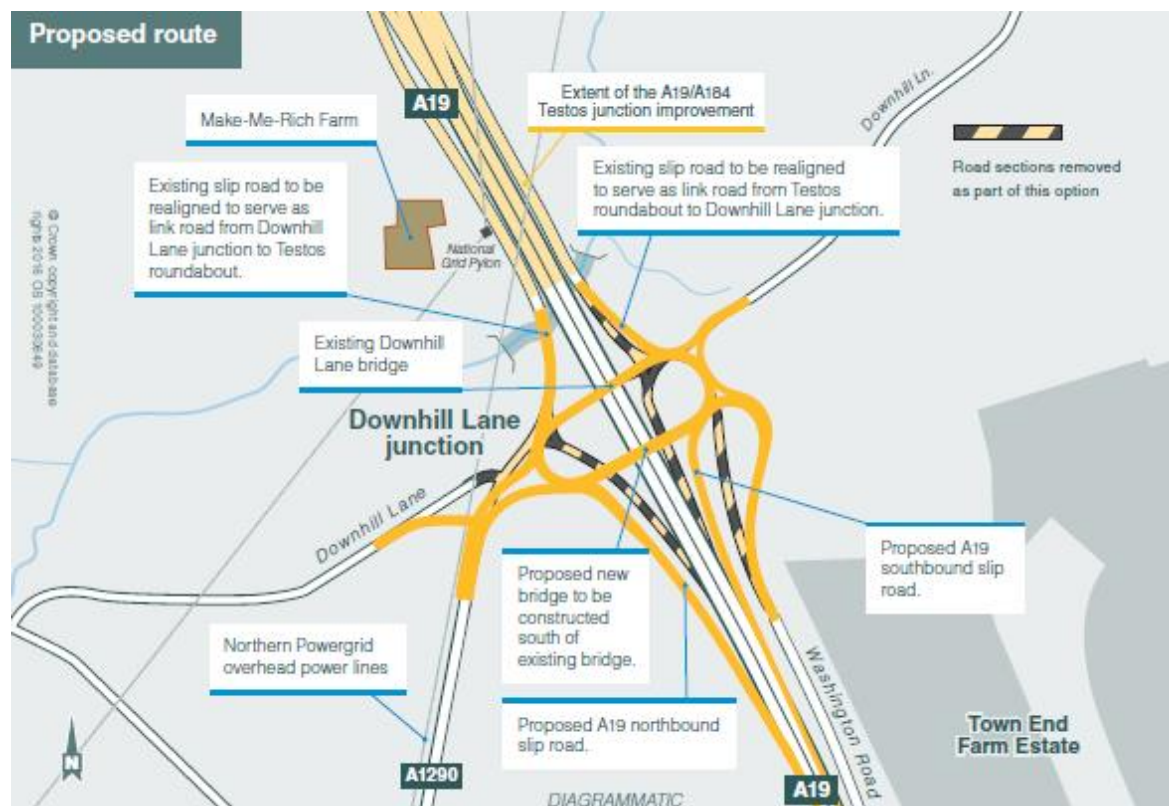 Proposed route
A19
Extent of the A19/A184
Testos junction improvement
Make-Me-Rich Farm
Downhill Ln.
Road sections removed
as part of this option
Existing slip road to be
realigned to serve as
link road from Downhill
Lane junction to Testos
roundabout.
Existing slip road to be realigned
to serve as link road from Testos
roundabout to Downhill Lane junction.
© Crown copyright and database
rights 2016 OS 100030649
National
Grid Pylon
Existing Downhill
Lane bridge
Downhill Lane
junction
Downhill Lane
Proposed new
bridge to be
constructed
south of
existing bridge.
Proposed A19
southbound slip
road.
Northern Powergrid
overhead power lines
Proposed A19 northbound
slip road.
Washington Road
Town End
Farm Estate
N
A1290
DIAGRAMMATIC
A19